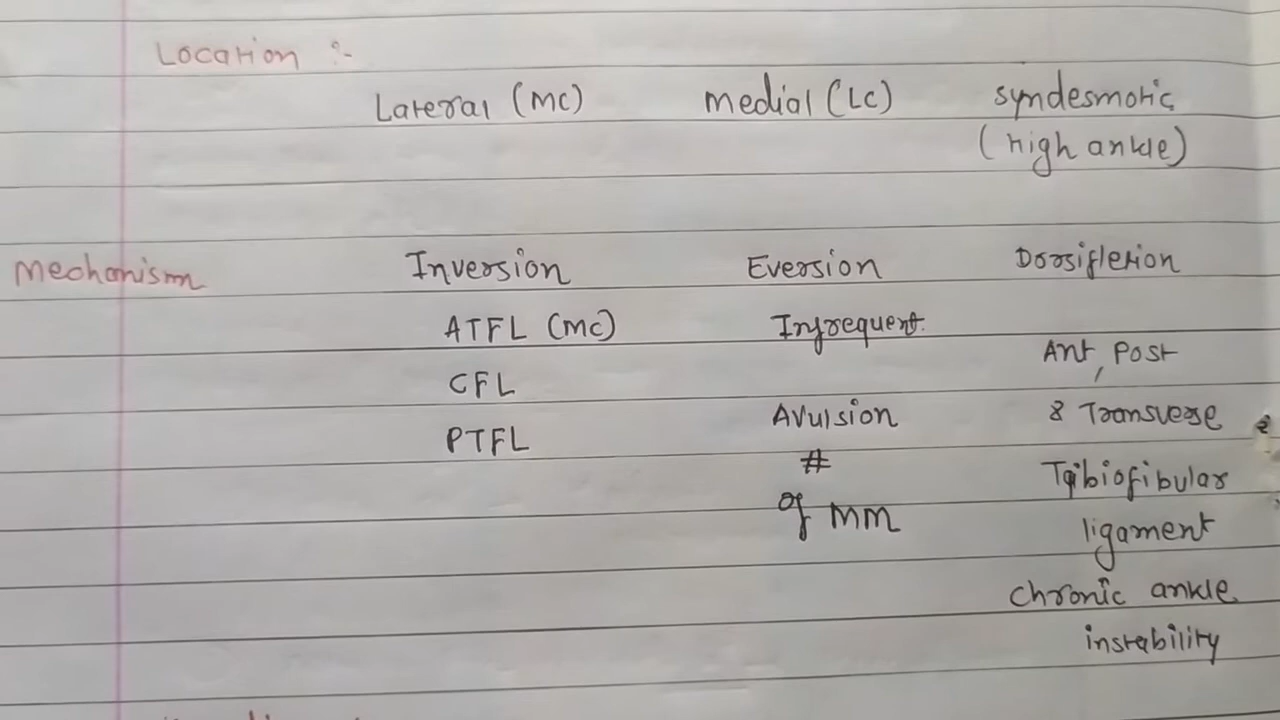 Location :-
Lateral (MC) Medial (LC) Syndesmotic
(High ankle)
Mechanism Inversion Eversion Dorsiflexion
ATFL (MC) Infrequent.
Ant, Post
CFL
Avulsion & Transverse
PTFL
#
Tibiofibular
of MM
ligament
chronic ankle
instability